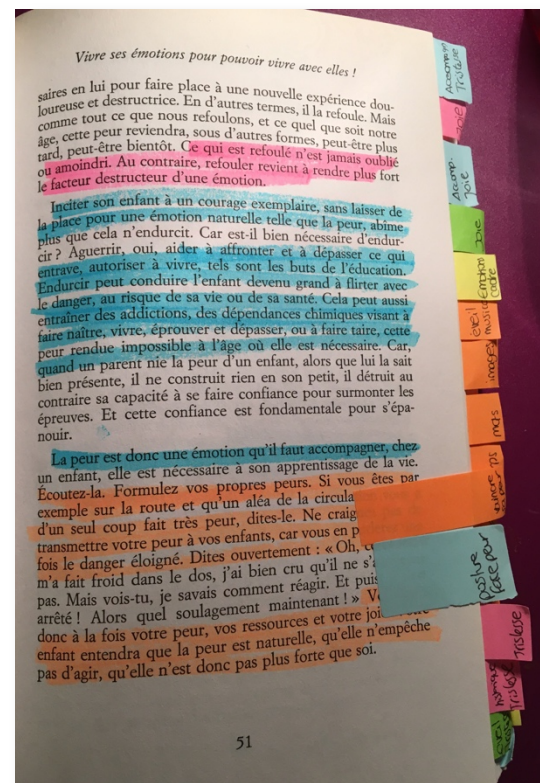 Vivre ses émotions pour pouvoir vivre avec elles !
saires en lui pour faire place à une nouvelle expérience dou-
loureuse et destructrice. En d'autres termes, il la refoule. Mais
comme tout ce que nous refoulons, et ce quel que soit notre
âge, cette peur reviendra, sous d'autres formes, peut-être plus
tard, peut-être bientôt. Ce qui est refoulé n'est jamais oublié
ou amoindri. Au contraire, refouler revient à rendre plus fort
le facteur destructeur d'une émotion.
Inciter son enfant à un courage exemplaire, sans laisser de
la place pour une émotion naturelle telle que la peur, abîme
plus que cela n'endurcit. Car est-il bien nécessaire d'endur-
cir ? Aguerrir, oui, aider à affronter et à dépasser ce qui
entrave, autoriser à vivre, tels sont les buts de l'éducation.
Endurcir peut conduire l'enfant devenu grand à flirter avec
le danger, au risque de sa vie ou de sa santé. Cela peut aussi
entraîner des addictions, des dépendances chimiques visant à
faire naître, vivre, éprouver et dépasser, ou à faire taire, cette
peur rendue impossible à l'âge où elle est nécessaire. Car,
quand un parent nie la peur d'un enfant, alors que lui la sait
bien présente, il ne construit rien en son petit, il détruit au
contraire sa capacité à se faire confiance pour surmonter les
épreuves. Et cette confiance est fondamentale pour s'épa-
nouir.
La peur est donc une émotion qu'il faut accompagner, chez
un enfant, elle est nécessaire à son apprentissage de la vie.
Écoutez-la. Formulez vos propres peurs. Si vous êtes par
exemple sur la route et qu'un aléa de la circula
d'un seul coup fait très peur, dites-le. Ne craig
transmettre votre peur à vos enfants, car vous en p
fois le danger éloigné. Dites ouvertement : « Oh,
m'a fait froid dans le dos, j'ai bien cru qu'il ne s'a
pas. Mais vois-tu, je savais comment réagir. Et puis
arrêté ! Alors quel soulagement maintenant ! »
donc à la fois votre peur, vos ressources et votre joi
enfant entendra que la peur est naturelle, qu'elle n'empêche
pas d'agir, qu'elle n'est donc pas plus forte que soi.
51
Tristesse
joie
Accomp.
Joie
Joie
Emotion
cadre
éveil
musica
images
mots
posture
face peur
Tristesse
Tristesse